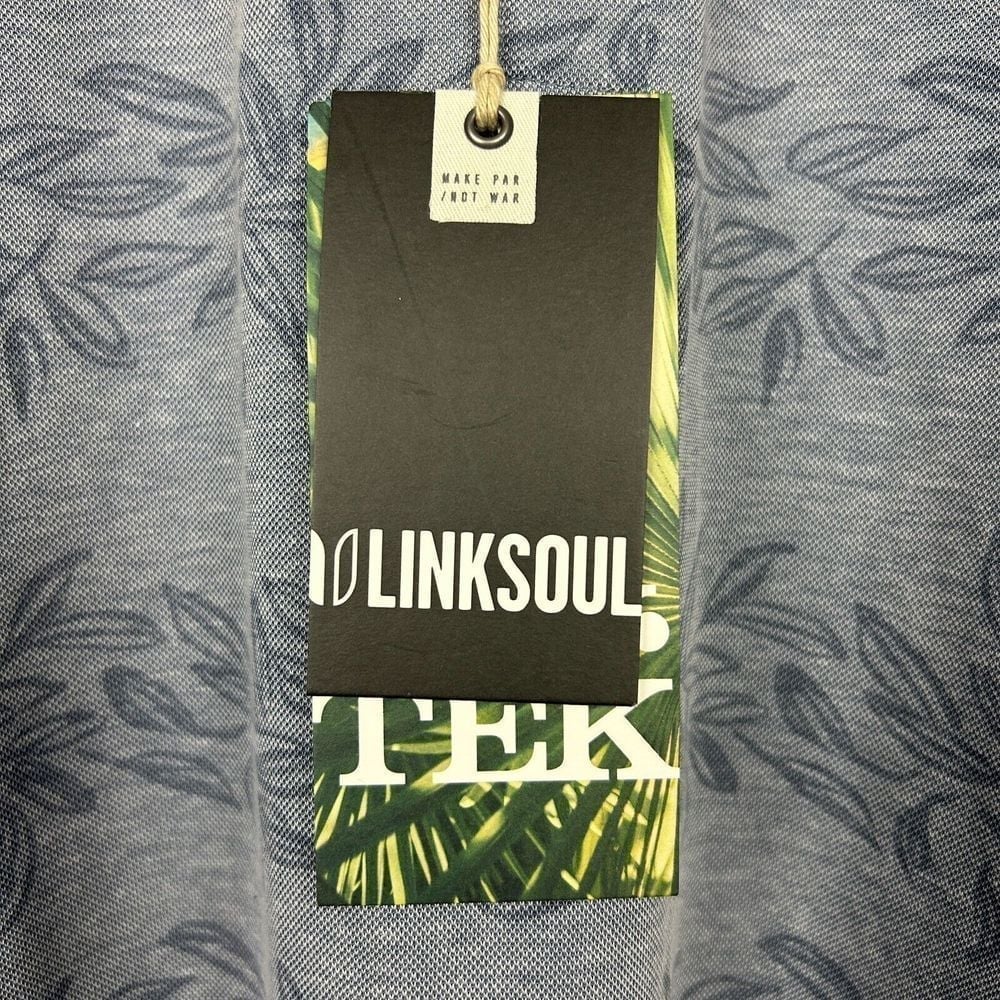 MAKE PAR
/NOT WAR
LINKSOUL
TEK